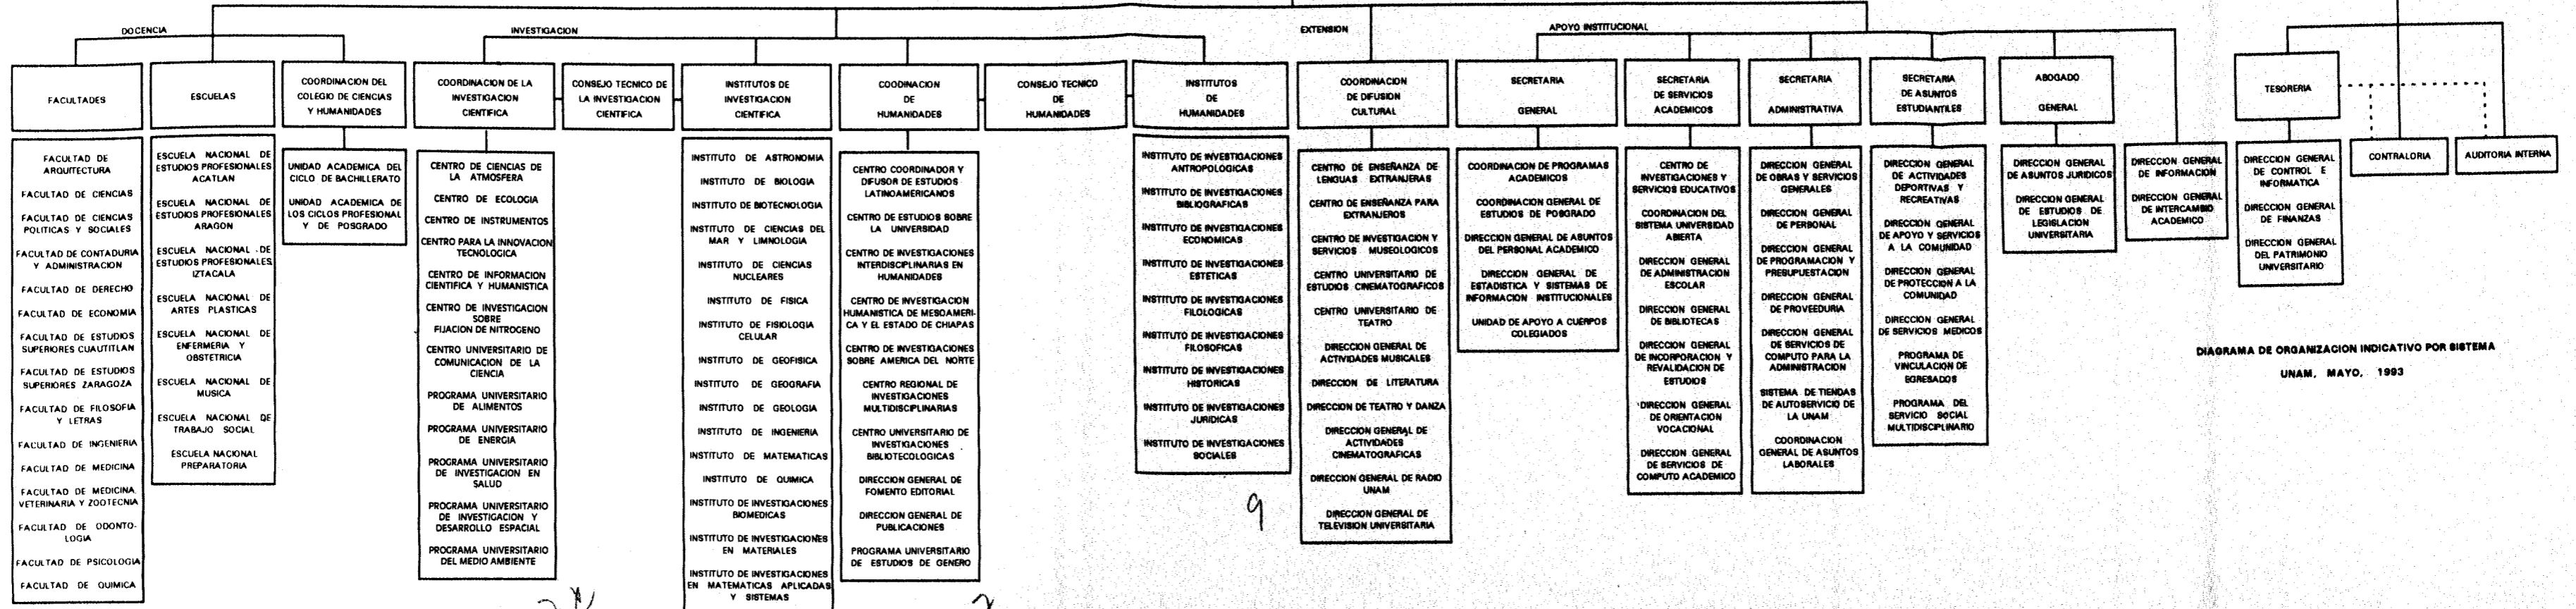 DOCENCIA
INVESTIGACION
EXTENSION
APOYO INSTITUCIONAL
FACULTADES
ESCUELAS
COORDINACION DEL
COLEGIO DE CIENCIAS
Y HUMANIDADES
COORDINACION DE LA
INVESTIGACION
CIENTIFICA
CONSEJO TECNICO DE
LA INVESTIGACION
CIENTIFICA
INSTITUTOS DE
INVESTIGACION
CIENTIFICA
COODINACION
DE
HUMANIDADES
CONSEJO TECNICO
DE
HUMANIDADES
INSTITUTOS
DE
HUMANIDADES
COORDINACION
DE DIFUSION
CULTURAL
SECRETARIA
GENERAL
SECRETARIA
DE SERVICIOS
ACADEMICOS
SECRETARIA
ADMINISTRATIVA
SECRETARIA
DE ASUNTOS
ESTUDIANTILES
ABOGADO
GENERAL
TESORERIA
FACULTAD DE
ARQUITECTURA
FACULTAD DE CIENCIAS
FACULTAD DE CIENCIAS
POLITICAS Y SOCIALES
FACULTAD DE CONTADURIA
Y ADMINISTRACION
FACULTAD DE DERECHO
FACULTAD DE ECONOMIA
FACULTAD DE ESTUDIOS
SUPERIORES CUAUTITLAN
FACULTAD DE ESTUDIOS
SUPERIORES ZARAGOZA
FACULTAD DE FILOSOFIA
Y LETRAS
FACULTAD DE INGENIERIA
FACULTAD DE MEDICINA
FACULTAD DE MEDICINA
VETERINARIA Y ZOOTECNIA
FACULTAD DE ODONTO-
LOGIA
FACULTAD DE PSICOLOGIA
FACULTAD DE QUIMICA
ESCUELA NACIONAL DE
ESTUDIOS PROFESIONALES
ACATLAN
ESCUELA NACIONAL DE
ESTUDIOS PROFESIONALES
ARAGON
ESCUELA NACIONAL DE
ESTUDIOS PROFESIONALES
IZTACALA
ESCUELA NACIONAL DE
ARTES PLASTICAS
ESCUELA NACIONAL DE
ENFERMERIA Y
OBSTETRICIA
ESCUELA NACIONAL DE
MUSICA
ESCUELA NACIONAL DE
TRABAJO SOCIAL
ESCUELA NACIONAL
PREPARATORIA
UNIDAD ACADEMICA DEL
CICLO DE BACHILLERATO
UNIDAD ACADEMICA DE
LOS CICLOS PROFESIONAL
Y DE POSGRADO
CENTRO DE CIENCIAS DE
LA ATMOSFERA
CENTRO DE ECOLOGIA
CENTRO DE INSTRUMENTOS
CENTRO PARA LA INNOVACION
TECNOLOGICA
CENTRO DE INFORMACION
CIENTIFICA Y HUMANISTICA
CENTRO DE INVESTIGACION
SOBRE
FIJACION DE NITROGENO
CENTRO UNIVERSITARIO DE
COMUNICACION DE LA
CIENCIA
PROGRAMA UNIVERSITARIO
DE ALIMENTOS
PROGRAMA UNIVERSITARIO
DE ENERGIA
PROGRAMA UNIVERSITARIO
DE INVESTIGACION EN
SALUD
PROGRAMA UNIVERSITARIO
DE INVESTIGACION Y
DESARROLLO ESPACIAL
PROGRAMA UNIVERSITARIO
DEL MEDIO AMBIENTE
INSTITUTO DE ASTRONOMIA
INSTITUTO DE BIOLOGIA
INSTITUTO DE BIOTECNOLOGIA
INSTITUTO DE CIENCIAS DEL
MAR Y LIMNOLOGIA
INSTITUTO DE CIENCIAS
NUCLEARES
INSTITUTO DE FISICA
INSTITUTO DE FISIOLOGIA
CELULAR
INSTITUTO DE GEOFISICA
INSTITUTO DE GEOGRAFIA
INSTITUTO DE GEOLOGIA
INSTITUTO DE INGENIERIA
INSTITUTO DE MATEMATICAS
INSTITUTO DE QUIMICA
INSTITUTO DE INVESTIGACIONES
BIOMEDICAS
INSTITUTO DE INVESTIGACIONES
EN MATERIALES
INSTITUTO DE INVESTIGACIONES
EN MATEMATICAS APLICADAS
Y SISTEMAS
CENTRO COORDINADOR Y
DIFUSOR DE ESTUDIOS
LATINOAMERICANOS
CENTRO DE ESTUDIOS SOBRE
LA UNIVERSIDAD
CENTRO DE INVESTIGACIONES
INTERDISCIPLINARIAS EN
HUMANIDADES
CENTRO DE INVESTIGACION
HUMANISTICA DE MESOAMERI-
CA Y EL ESTADO DE CHIAPAS
CENTRO DE INVESTIGACIONES
SOBRE AMERICA DEL NORTE
CENTRO REGIONAL DE
INVESTIGACIONES
MULTIDISCIPLINARIAS
CENTRO UNIVERSITARIO DE
INVESTIGACIONES
BIBLIOTECOLOGICAS
DIRECCION GENERAL DE
FOMENTO EDITORIAL
DIRECCION GENERAL DE
PUBLICACIONES
PROGRAMA UNIVERSITARIO
DE ESTUDIOS DE GENERO
INSTITUTO DE INVESTIGACIONES
ANTROPOLOGICAS
INSTITUTO DE INVESTIGACIONES
BIBLIOGRAFICAS
INSTITUTO DE INVESTIGACIONES
ECONOMICAS
INSTITUTO DE INVESTIGACIONES
ESTETICAS
INSTITUTO DE INVESTIGACIONES
FILOLOGICAS
INSTITUTO DE INVESTIGACIONES
FILOSOFICAS
INSTITUTO DE INVESTIGACIONES
HISTORICAS
INSTITUTO DE INVESTIGACIONES
JURIDICAS
INSTITUTO DE INVESTIGACIONES
SOCIALES
9
CENTRO DE ENSEÑANZA DE
LENGUAS EXTRANJERAS
CENTRO DE ENSEÑANZA PARA
EXTRANJEROS
CENTRO DE INVESTIGACION Y
SERVICIOS MUSEOLOGICOS
CENTRO UNIVERSITARIO DE
ESTUDIOS CINEMATOGRAFICOS
CENTRO UNIVERSITARIO DE
TEATRO
DIRECCION GENERAL DE
ACTIVIDADES MUSICALES
DIRECCION DE LITERATURA
DIRECCION DE TEATRO Y DANZA
DIRECCION GENERAL DE
ACTIVIDADES
CINEMATOGRAFICAS
DIRECCION GENERAL DE RADIO
UNAM
DIRECCION GENERAL DE
TELEVISION UNIVERSITARIA
COORDINACION DE PROGRAMAS
ACADEMICOS
COORDINACION GENERAL DE
ESTUDIOS DE POSGRADO
DIRECCION GENERAL DE ASUNTOS
DEL PERSONAL ACADEMICO
DIRECCION GENERAL DE
ESTADISTICA Y SISTEMAS DE
INFORMACION INSTITUCIONALES
UNIDAD DE APOYO A CUERPOS
COLEGIADOS
CENTRO DE
INVESTIGACIONES Y
SERVICIOS EDUCATIVOS
COORDINACION DEL
SISTEMA UNIVERSIDAD
ABIERTA
DIRECCION GENERAL
DE ADMINISTRACION
ESCOLAR
DIRECCION GENERAL
DE BIBLIOTECAS
DIRECCION GENERAL
DE INCORPORACION Y
REVALIDACION DE
ESTUDIOS
DIRECCION GENERAL
DE ORIENTACION
VOCACIONAL
DIRECCION GENERAL
DE SERVICIOS DE
COMPUTO ACADEMICO
DIRECCION GENERAL
DE OBRAS Y SERVICIOS
GENERALES
DIRECCION GENERAL
DE PERSONAL
DIRECCION GENERAL
DE PROGRAMACION Y
PRESUPUESTACION
DIRECCION GENERAL
DE PROVEEDURIA
DIRECCION GENERAL
DE SERVICIOS DE
COMPUTO PARA LA
ADMINISTRACION
SISTEMA DE TIENDAS
DE AUTOSERVICIO DE
LA UNAM
COORDINACION
GENERAL DE ASUNTOS
LABORALES
DIRECCION GENERAL
DE ACTIVIDADES
DEPORTIVAS Y
RECREATIVAS
DIRECCION GENERAL
DE APOYO Y SERVICIOS
A LA COMUNIDAD
DIRECCION GENERAL
DE PROTECCION A LA
COMUNIDAD
DIRECCION GENERAL
DE SERVICIOS MEDICOS
PROGRAMA DE
VINCULACION DE
EGRESADOS
PROGRAMA DEL
SERVICIO SOCIAL
MULTIDISCIPLINARIO
DIRECCION GENERAL
DE ASUNTOS JURIDICOS
DIRECCION GENERAL
DE ESTUDIOS DE
LEGISLACION
UNIVERSITARIA
DIRECCION GENERAL
DE INFORMACION
DIRECCION GENERAL
DE INTERCAMBIO
ACADEMICO
DIRECCION GENERAL
DE CONTROL E
INFORMATICA
DIRECCION GENERAL
DE FINANZAS
DIRECCION GENERAL
DEL PATRIMONIO
UNIVERSITARIO
CONTRALORIA
AUDITORIA INTERNA
DIAGRAMA DE ORGANIZACION INDICATIVO POR SISTEMA
UNAM, MAYO, 1993